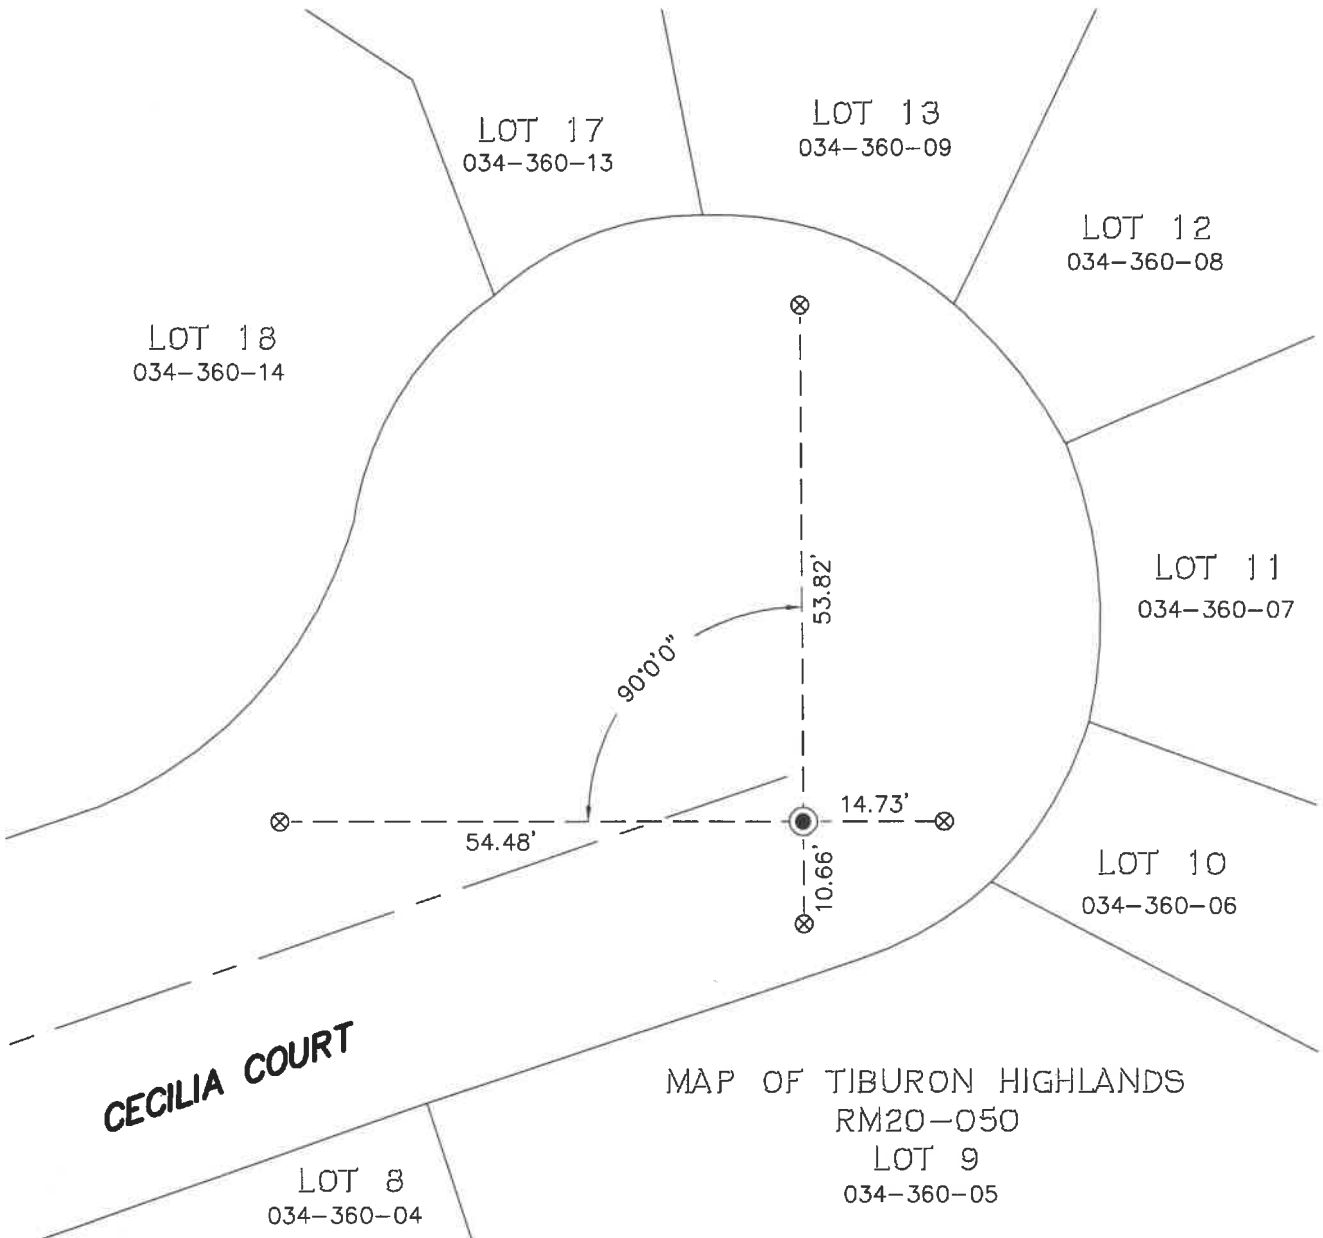 LOT 17
034-360-13
LOT 13
034-360-09
LOT 12
034-360-08
LOT 18
034-360-14
LOT 11
034-360-07
53.82'
90°0'0"
54.48'
14.73'
10.66'
LOT 10
034-360-06
CECILIA COURT
MAP OF TIBURON HIGHLANDS
RM20-050
LOT 9
034-360-05
LOT 8
034-360-04